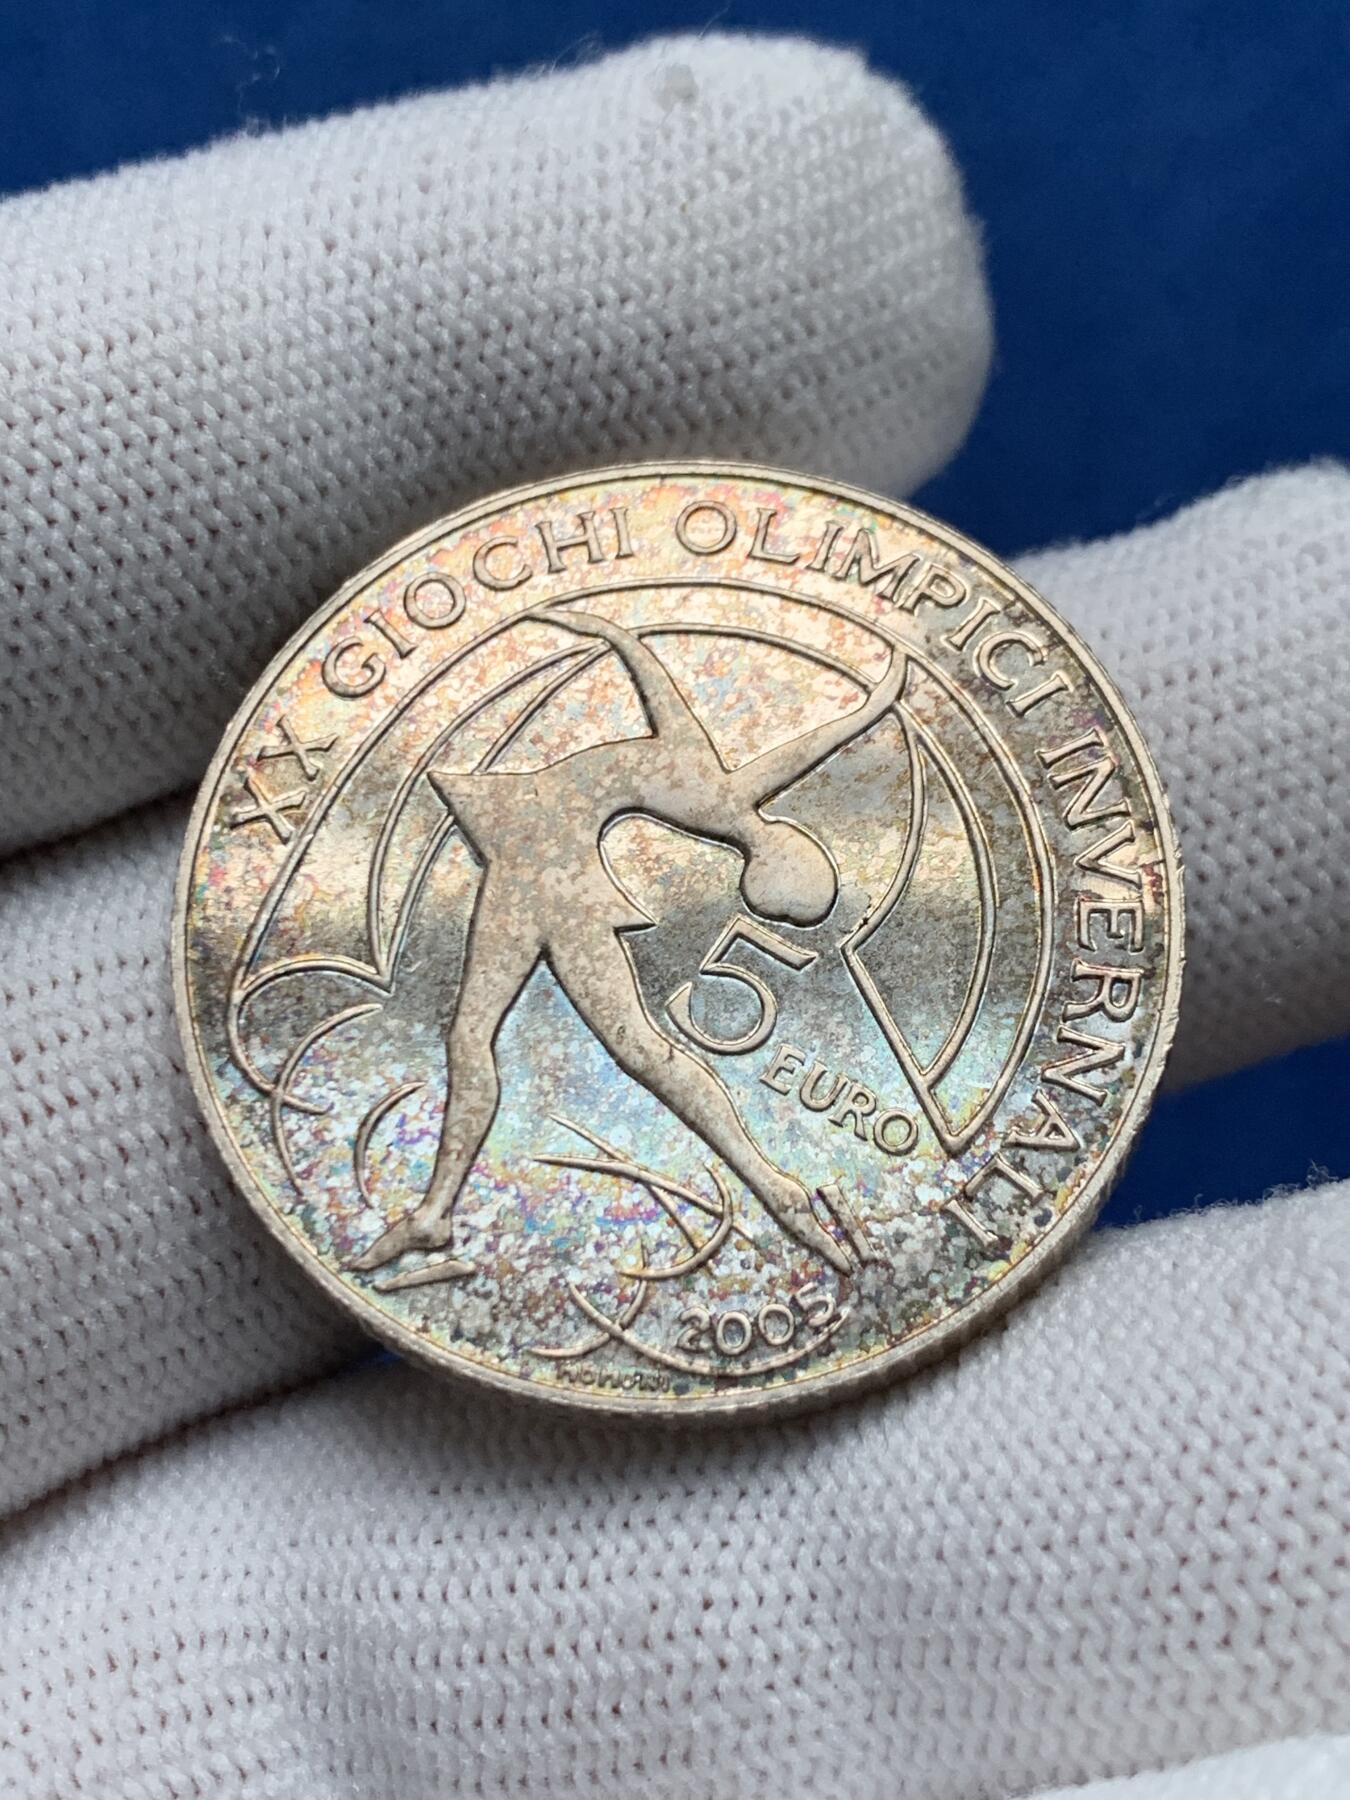 XX GIOCHI OLIMPICI INVERNALI
5
EURO
2005